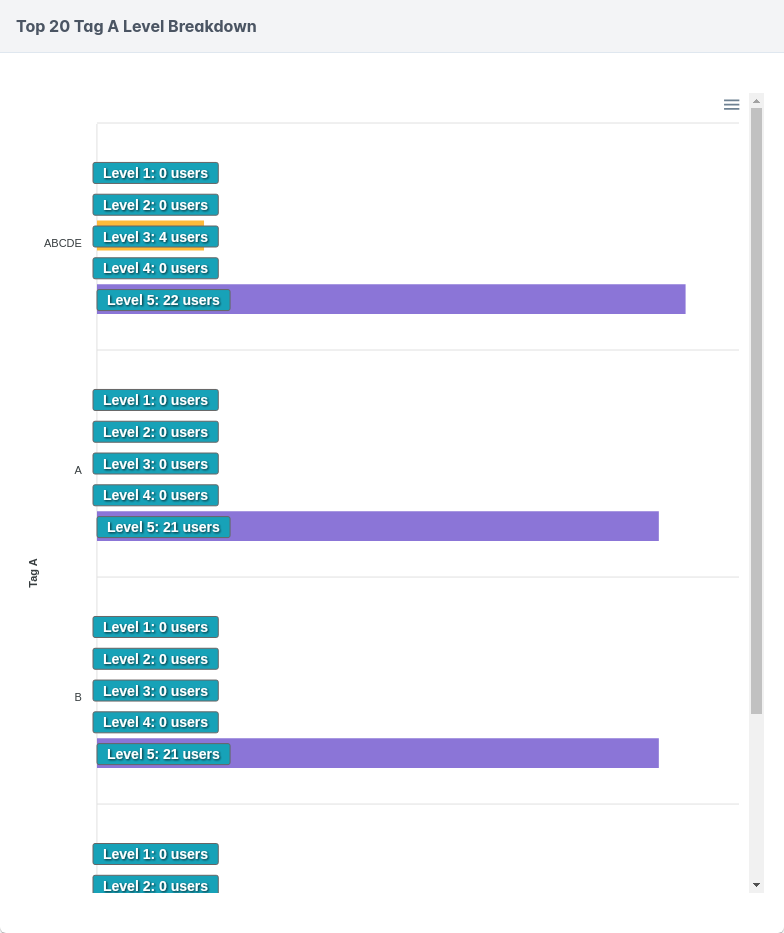 Top 20 Tag A Level Breakdown
Level 1: 0 users
Level 2: 0 users
ABCDE
Level 3: 4 users
Level 4: 0 users
Level 5: 22 users
Level 1: 0 users
Level 2: 0 users
A
Level 3: 0 users
Level 4: 0 users
Level 5: 21 users
Tag A
Level 1: 0 users
Level 2: 0 users
B
Level 3: 0 users
Level 4: 0 users
Level 5: 21 users
Level 1: 0 users
Level 2: 0 users